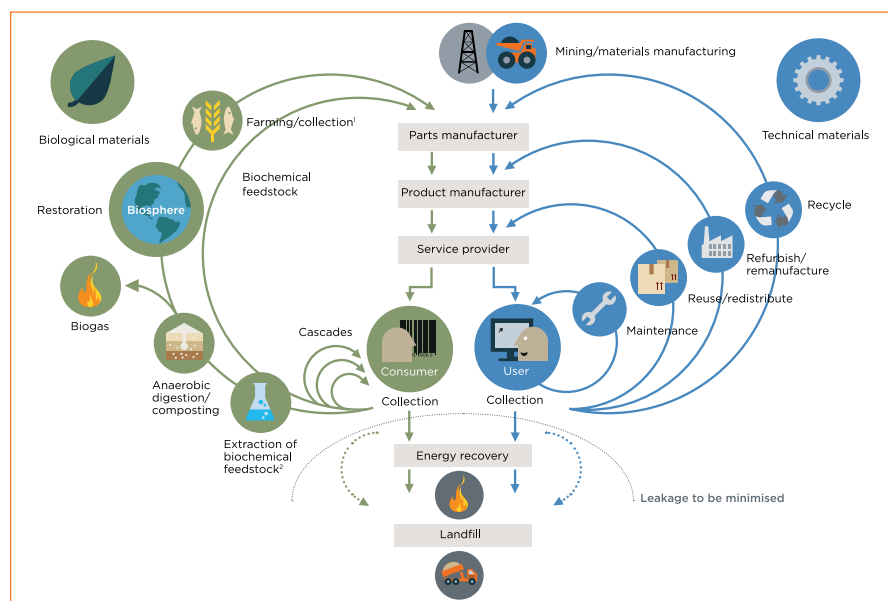 Mining/materials manufacturing
Biological materials
Farming/collection¹
Technical materials
Parts manufacturer
Biochemical
feedstock
Product manufacturer
Restoration
Biosphere
Recycle
Service provider
Refurbish/
remanufacture
Reuse/redistribute
Biogas
Cascades
Maintenance
Consumer
User
Anaerobic
digestion/
composting
Collection
Collection
Extraction of
biochemical
feedstock²
Energy recovery
Leakage to be minimised
Landfill